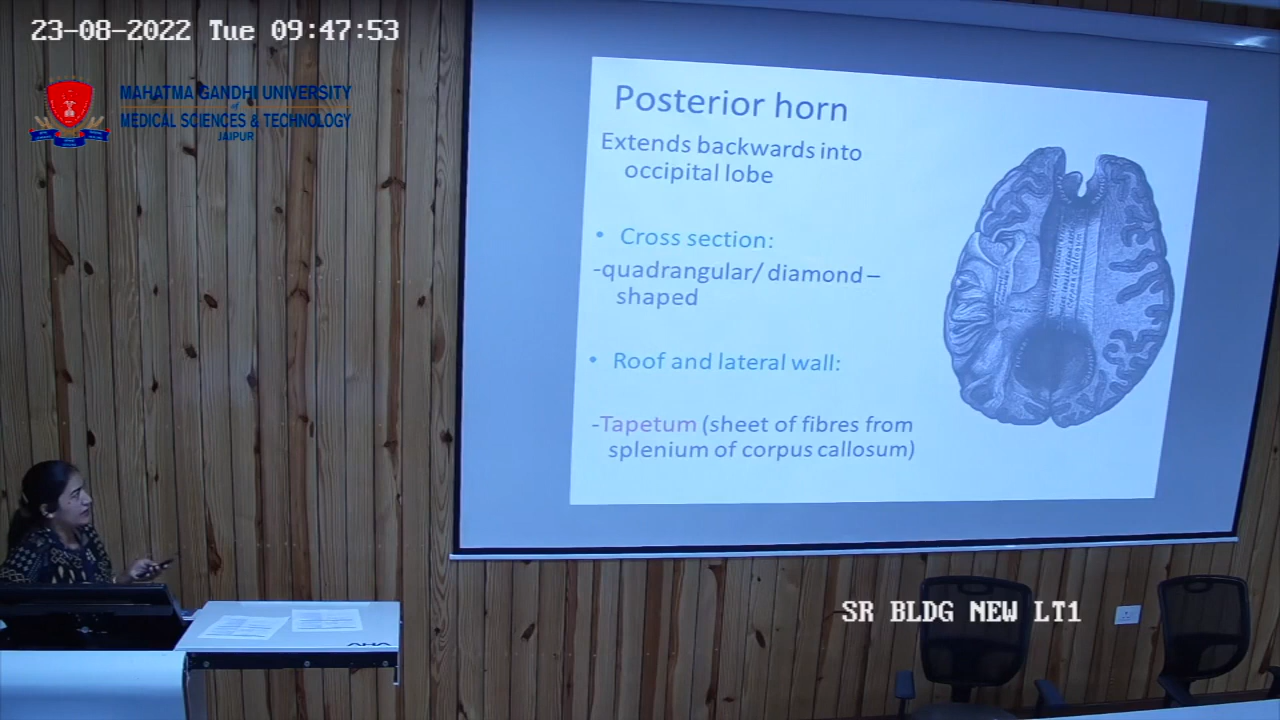 23-08-2022 Tue 09:47:53
MAHATMA GANDHI UNIVERSITY
of
MEDICAL SCIENCES & TECHNOLOGY
JAIPUR
Posterior horn
Extends backwards into
occipital lobe
• Cross section:
-quadrangular/ diamond –
shaped
• Roof and lateral wall:
-Tapetum (sheet of fibres from
splenium of corpus callosum)
AHA
SR BLDG NEW LT1